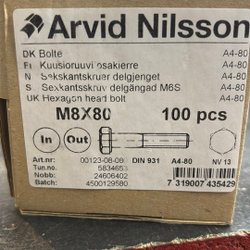 Arvid Nilsson
DK Bolte A4-80
FI Kuusioruuvi osakierre A4-80
N Sekskantskruer delgjenget A4-80
S Sexkantsskruv delgängad M6S A4-80
UK Hexagon head bolt A4-80
M8X80 100 pcs
In Out
Art.nr: 00123-08-08 DIN 931 A4-80 NV 13
Tun.no: 5834653
Nobb: 24606402
Batch: 4500129580 7 319007 435429